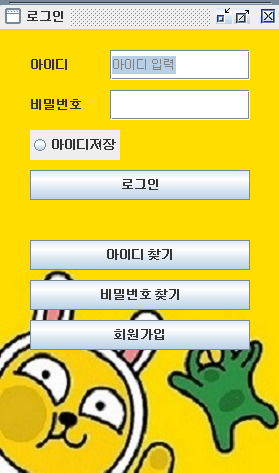 로그인
아이디
아이디 입력
비밀번호
아이디저장
로그인
아이디 찾기
비밀번호 찾기
회원가입